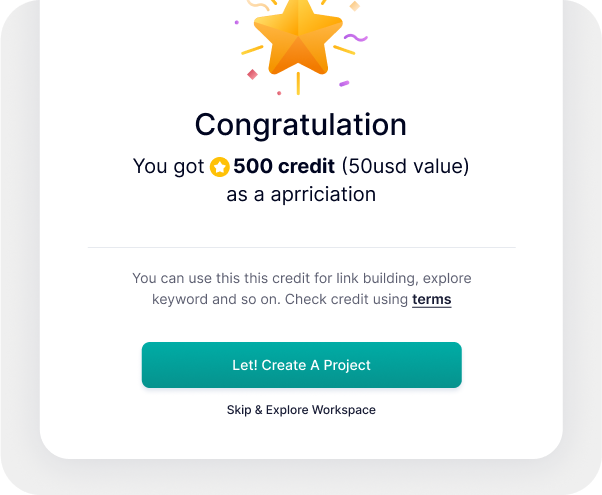 Congratulation
You got 500 credit (50usd value)
as a aprriciation
You can use this this credit for link building, explore
keyword and so on. Check credit using terms
Let! Create A Project
Skip & Explore Workspace